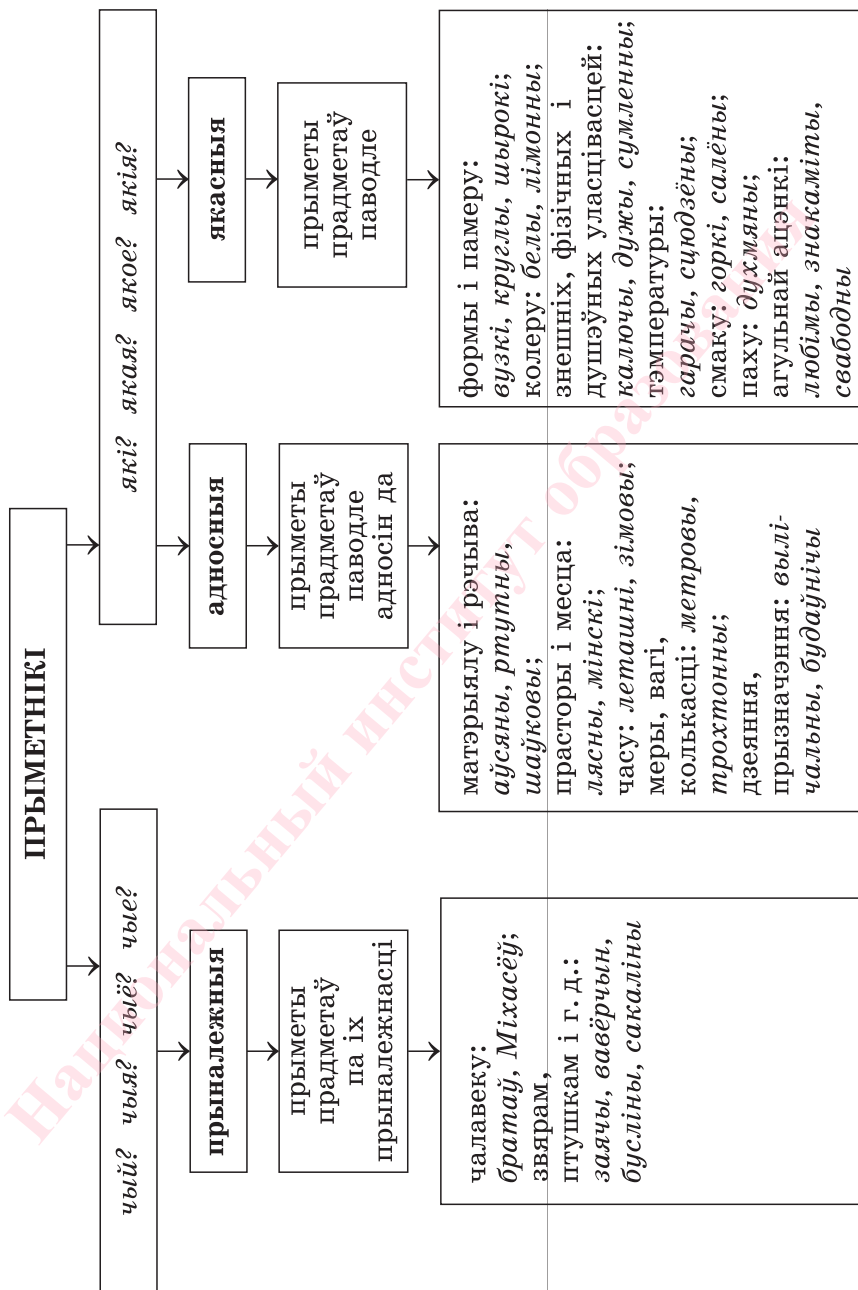 ПРЫМЕТНІКІ
чый? чыя? чыё? чые?
прыналежныя
прыметы
прадметаў
па іх
прыналежнасці
чалавеку:
братаў, Міхасёў;
звярам,
птушкам і г. д.:
заячы, вавёрчын,
бусліны, сакаліны
які? якая? якое? якія?
адносныя
прыметы
прадметаў
паводле
адносін да
матэрыялу і рэчыва:
аўсяны, ртутны,
шаўковы;
прасторы і месца:
лясны, мінскі;
часу: леташні, зімовы;
меры, вагі,
колькасці: метровы,
трохтонны;
дзеяння,
прызначэння: вылі-
чальны, будаўнічы
якасныя
прыметы
прадметаў
паводле
формы і памеру:
вузкі, круглы, шырокі;
колеру: белы, лімонны;
знешніх, фізічных і
душэўных уласцівасцей:
калючы, дужы, сумленны;
тэмпературы:
гарачы, сцюдзёны;
смаку: горкі, салёны;
паху: духмяны;
агульнай ацэнкі:
любімы, знакаміты,
свабодны
Национальный институт образования